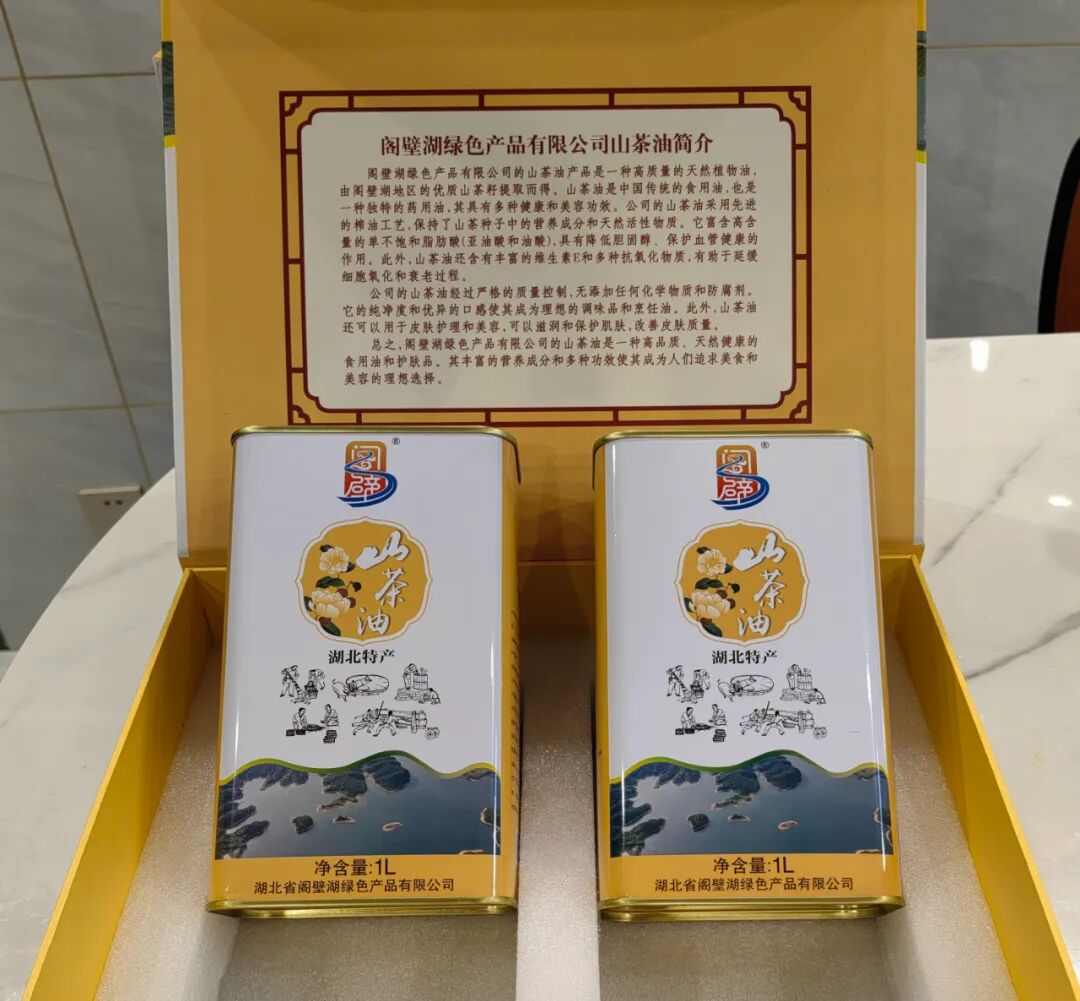 阁壁湖绿色产品有限公司山茶油简介
阁壁湖绿色产品有限公司的山茶油产品是一种高质量的天然植物油,
由阁壁湖地区的优质山茶籽提取而得。山茶油是中国传统的食用油,也是
一种独特的药用油,其具有多种健康和美容功效。公司的山茶油采用先进
的榨油工艺,保持了山茶种子中的营养成分和天然活性物质。它富含高含
量的单不饱和脂肪酸(亚油酸和油酸),具有降低胆固醇、保护血管健康的
作用。此外,山茶油还含有丰富的维生素E和多种抗氧化物质,有助于延缓
细胞氧化和衰老过程。
公司的山茶油经过严格的质量控制,无添加任何化学物质和防腐剂。
它的纯净度和优异的口感使其成为理想的调味品和烹饪油。此外,山茶油
还可以用于皮肤护理和美容,可以滋润和保护肌肤,改善皮肤质量。
总之,阁壁湖绿色产品有限公司的山茶油是一种高品质、天然健康的
食用油和护肤品。其丰富的营养成分和多种功效使其成为人们追求美食和
美容的理想选择。
®
山茶油
湖北特产
净含量:1L
湖北省阁壁湖绿色产品有限公司
®
山茶油
湖北特产
净含量:1L
湖北省阁壁湖绿色产品有限公司